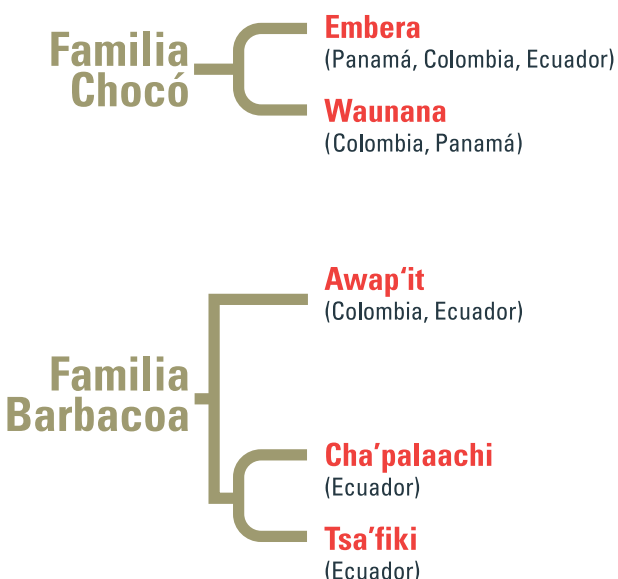 Familia
Chocó
Embera
(Panamá, Colombia, Ecuador)
Waunana
(Colombia, Panamá)
Familia
Barbacoa
Awap‘it
(Colombia, Ecuador)
Cha’palaachi
(Ecuador)
Tsa’fiki
(Ecuador)